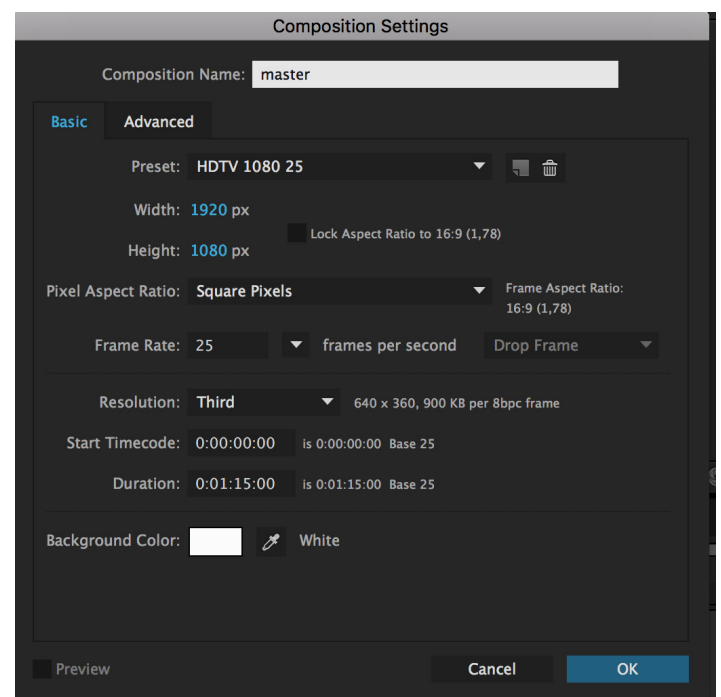 Composition Settings
Composition Name: master
Basic Advanced
Preset: HDTV 1080 25
Width: 1920 px
Lock Aspect Ratio to 16:9 (1,78)
Height: 1080 px
Pixel Aspect Ratio: Square Pixels
Frame Aspect Ratio:
16:9 (1,78)
Frame Rate: 25 frames per second Drop Frame
Resolution: Third 640 x 360, 900 KB per 8bpc frame
Start Timecode: 0:00:00:00 is 0:00:00:00 Base 25
Duration: 0:01:15:00 is 0:01:15:00 Base 25
Background Color: White
Preview Cancel OK